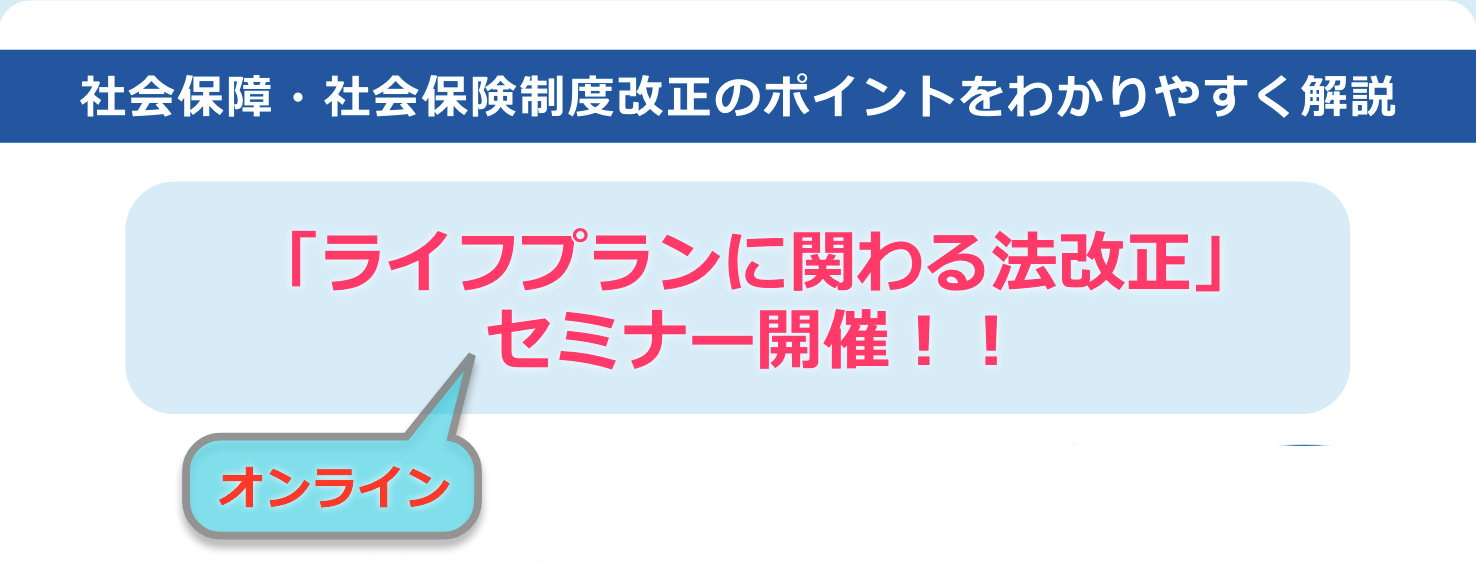 社会保障・社会保険制度改正のポイントをわかりやすく解説
「ライフプランに関わる法改正」
セミナー開催！！
オンライン